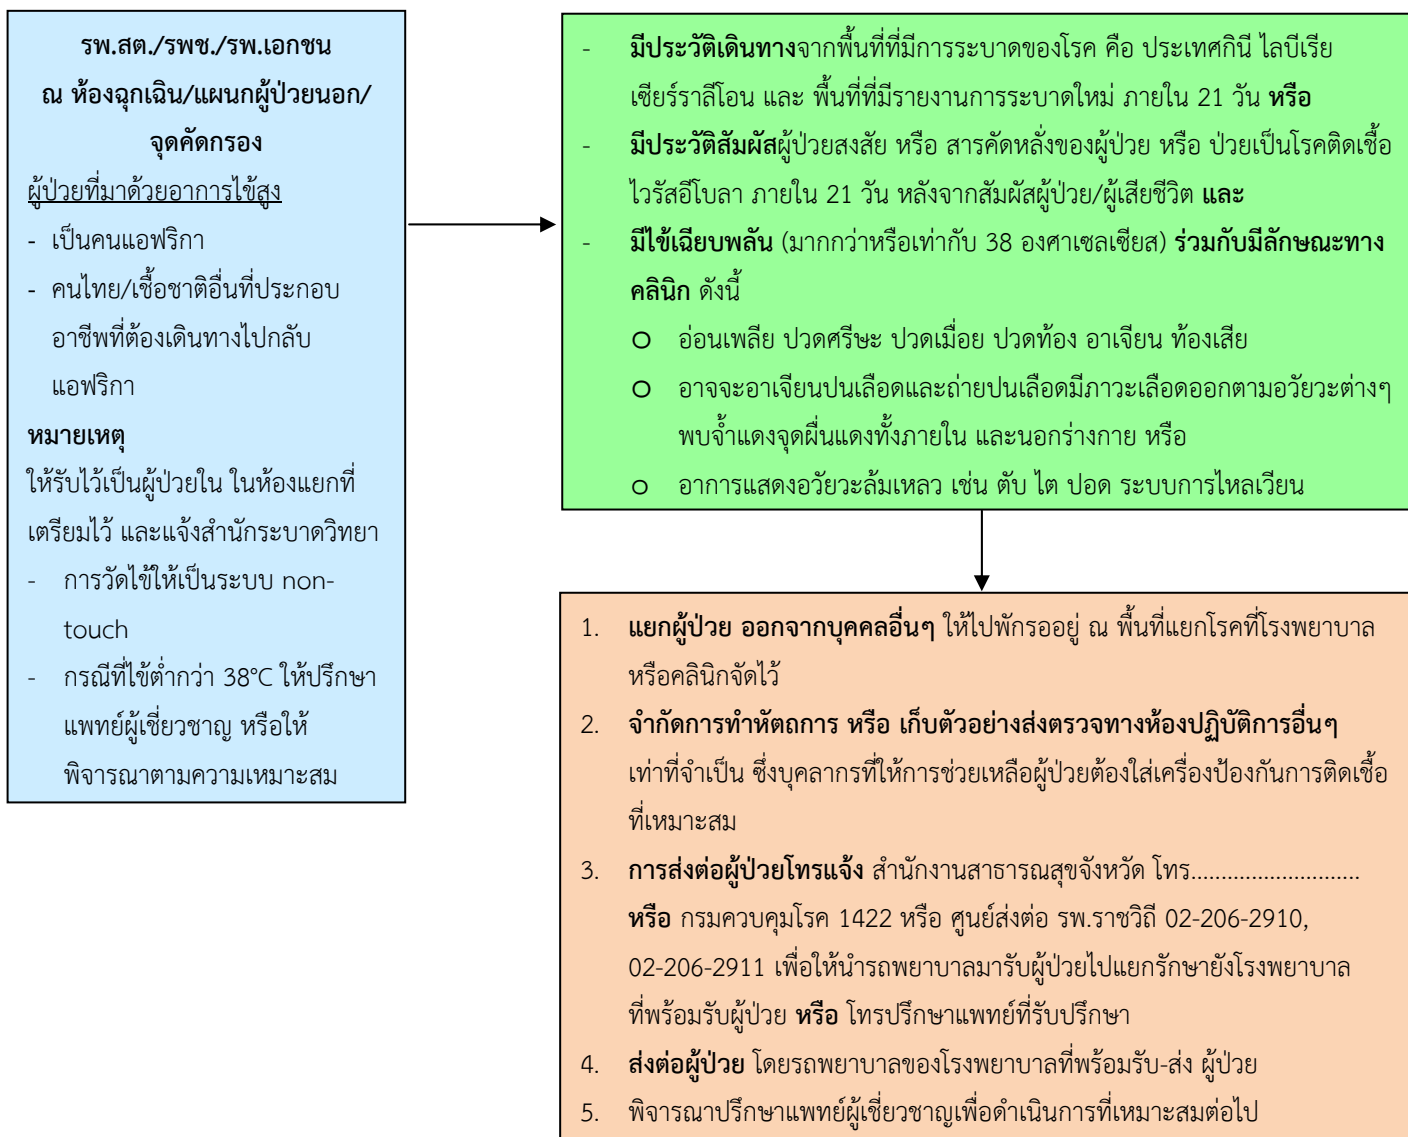 รพ.สต./รพช./รพ.เอกชน
ณ ห้องฉุกเฉิน/แผนกผู้ป่วยนอก/
จุดคัดกรอง
ผู้ป่วยที่มาด้วยอาการไข้สูง
- เป็นคนแอฟริกา
- คนไทย/เชื้อชาติอื่นที่ประกอบ
อาชีพที่ต้องเดินทางไปกลับ
แอฟริกา
หมายเหตุ
ให้รับไว้เป็นผู้ป่วยใน ในห้องแยกที่
เตรียมไว้ และแจ้งสำนักระบาดวิทยา
- การวัดไข้ให้เป็นระบบ non-
touch
- กรณีที่ไข้ต่ำกว่า 38°C ให้ปรึกษา
แพทย์ผู้เชี่ยวชาญ หรือให้
พิจารณาตามความเหมาะสม
- มีประวัติเดินทางจากพื้นที่ที่มีการระบาดของโรค คือ ประเทศกินี ไลบีเรีย
เซียร์ราลีโอน และ พื้นที่ที่มีรายงานการระบาดใหม่ ภายใน 21 วัน หรือ
- มีประวัติสัมผัสผู้ป่วยสงสัย หรือ สารคัดหลั่งของผู้ป่วย หรือ ป่วยเป็นโรคติดเชื้อ
ไวรัสอีโบลา ภายใน 21 วัน หลังจากสัมผัสผู้ป่วย/ผู้เสียชีวิต และ
- มีไข้เฉียบพลัน (มากกว่าหรือเท่ากับ 38 องศาเซลเซียส) ร่วมกับมีลักษณะทาง
คลินิก ดังนี้
o อ่อนเพลีย ปวดศรีษะ ปวดเมื่อย ปวดท้อง อาเจียน ท้องเสีย
o อาจจะอาเจียนปนเลือดและถ่ายปนเลือดมีภาวะเลือดออกตามอวัยวะต่างๆ
พบจ้ำแดงจุดผื่นแดงทั้งภายใน และนอกร่างกาย หรือ
o อาการแสดงอวัยวะล้มเหลว เช่น ตับ ไต ปอด ระบบการไหลเวียน
1. แยกผู้ป่วย ออกจากบุคคลอื่นๆ ให้ไปพักรออยู่ ณ พื้นที่แยกโรคที่โรงพยาบาล
หรือคลินิกจัดไว้
2. จำกัดการทำหัตถการ หรือ เก็บตัวอย่างส่งตรวจทางห้องปฏิบัติการอื่นๆ
เท่าที่จำเป็น ซึ่งบุคลากรที่ให้การช่วยเหลือผู้ป่วยต้องใส่เครื่องป้องกันการติดเชื้อ
ที่เหมาะสม
3. การส่งต่อผู้ป่วยโทรแจ้ง สำนักงานสาธารณสุขจังหวัด โทร............................
หรือ กรมควบคุมโรค 1422 หรือ ศูนย์ส่งต่อ รพ.ราชวิถี 02-206-2910,
02-206-2911 เพื่อให้นำรถพยาบาลมารับผู้ป่วยไปแยกรักษายังโรงพยาบาล
ที่พร้อมรับผู้ป่วย หรือ โทรปรึกษาแพทย์ที่รับปรึกษา
4. ส่งต่อผู้ป่วย โดยรถพยาบาลของโรงพยาบาลที่พร้อมรับ-ส่ง ผู้ป่วย
5. พิจารณาปรึกษาแพทย์ผู้เชี่ยวชาญเพื่อดำเนินการที่เหมาะสมต่อไป